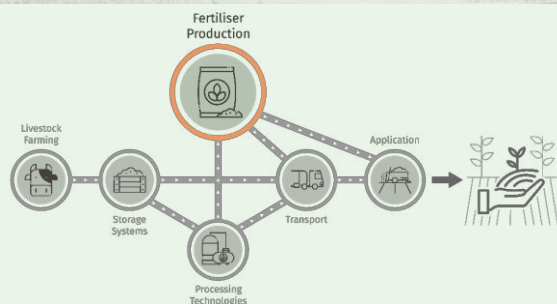 Fertiliser
Production
Livestock
Farming
Application
Storage
Systems
Transport
Processing
Technologies